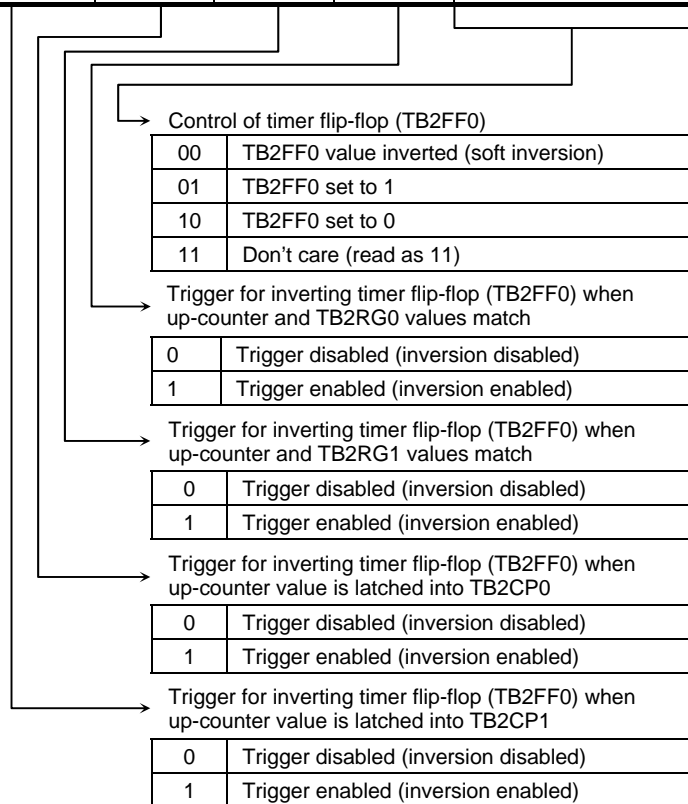 Control of timer flip-flop (TB2FF0)
00 TB2FF0 value inverted (soft inversion)
01 TB2FF0 set to 1
10 TB2FF0 set to 0
11 Don't care (read as 11)
Trigger for inverting timer flip-flop (TB2FF0) when
up-counter and TB2RG0 values match
0 Trigger disabled (inversion disabled)
1 Trigger enabled (inversion enabled)
Trigger for inverting timer flip-flop (TB2FF0) when
up-counter and TB2RG1 values match
0 Trigger disabled (inversion disabled)
1 Trigger enabled (inversion enabled)
Trigger for inverting timer flip-flop (TB2FF0) when
up-counter value is latched into TB2CP0
0 Trigger disabled (inversion disabled)
1 Trigger enabled (inversion enabled)
Trigger for inverting timer flip-flop (TB2FF0) when
up-counter value is latched into TB2CP1
0 Trigger disabled (inversion disabled)
1 Trigger enabled (inversion enabled)